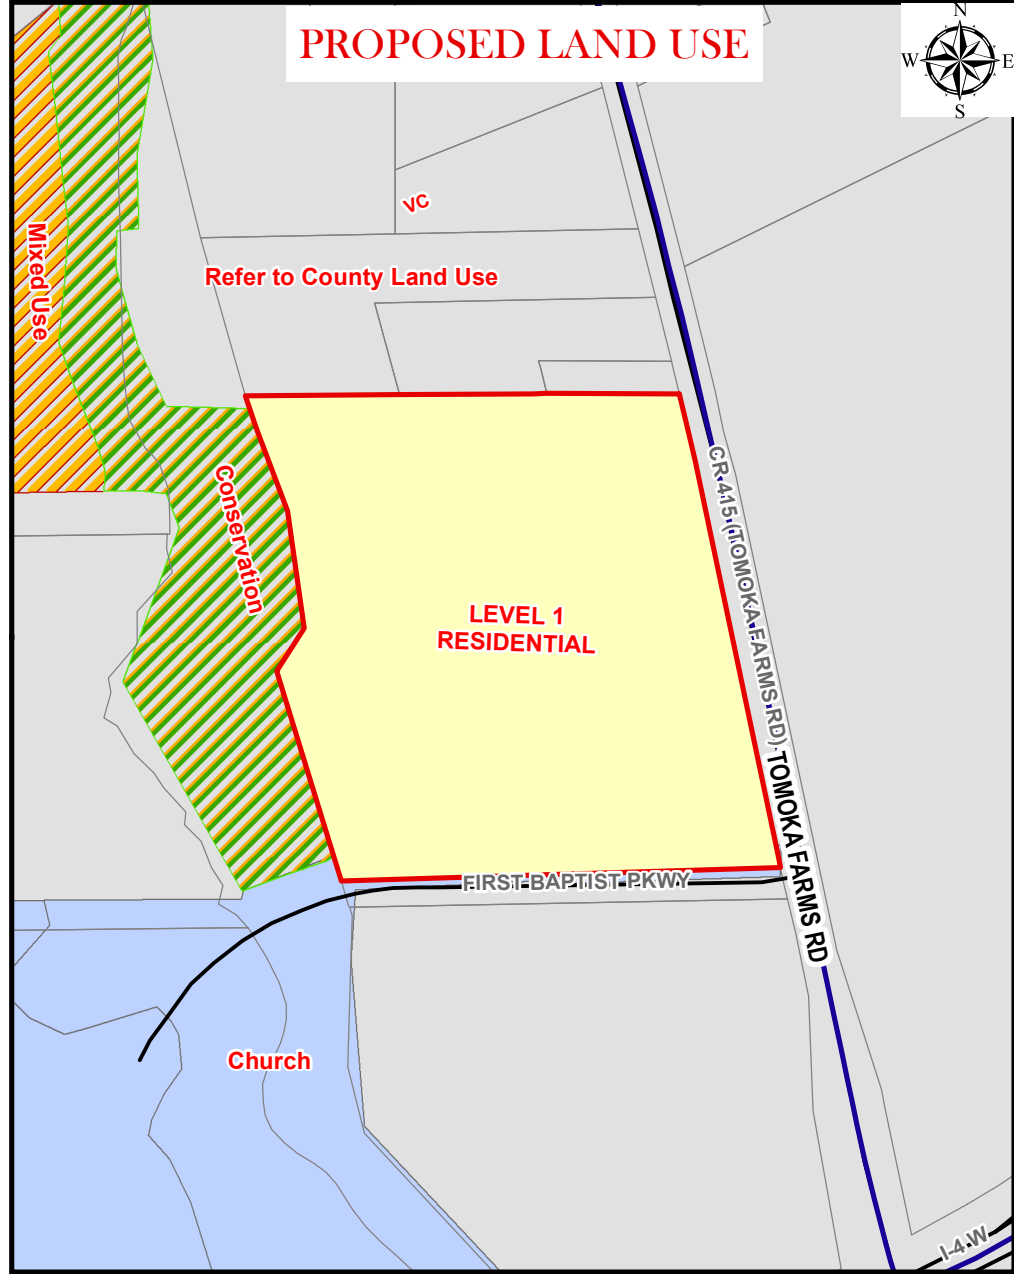 PROPOSED LAND USE
N
W
E
S
VC
Mixed Use
Refer to County Land Use
Conservation
CR 415 (TOMOKA FARMS RD)
LEVEL 1
RESIDENTIAL
TOMOKA FARMS RD
FIRST BAPTIST PKWY
Church
I-4 W